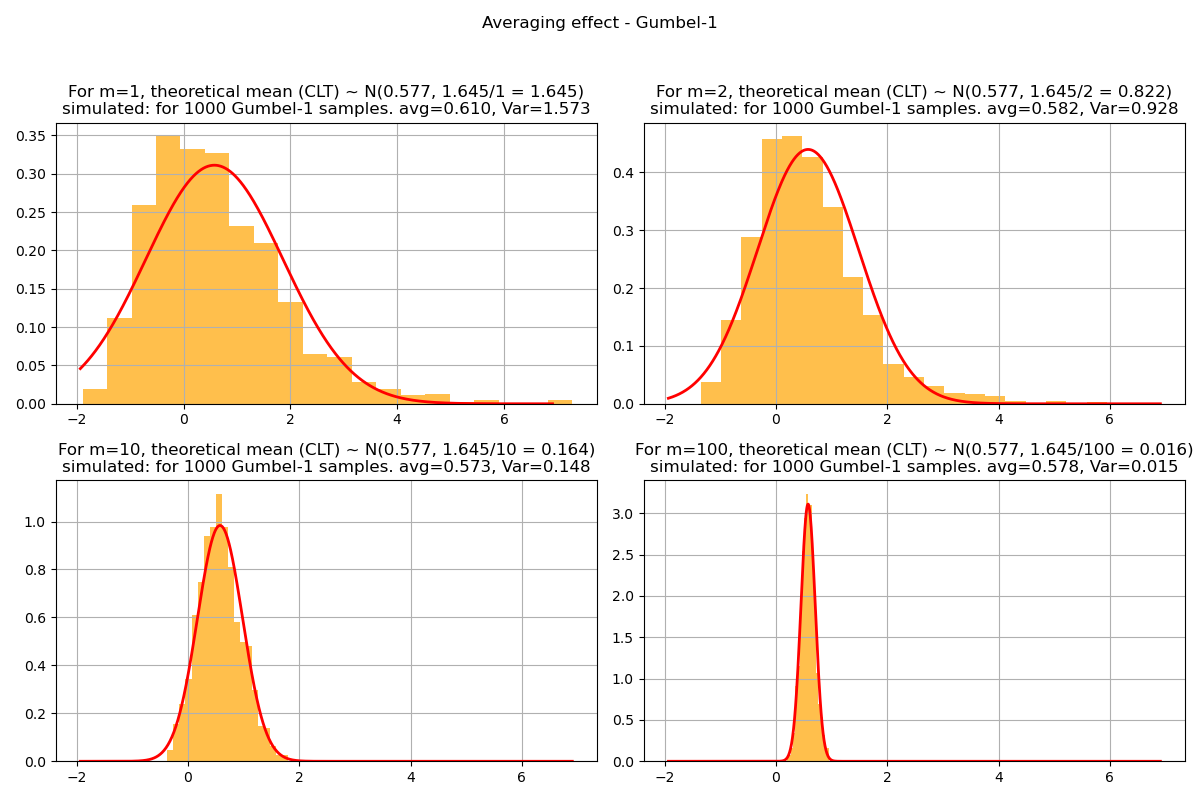 Averaging effect - Gumbel-1
For m=1, theoretical mean (CLT) ~ N(0.577, 1.645/1 = 1.645)
simulated: for 1000 Gumbel-1 samples. avg=0.610, Var=1.573
0.35
0.30
0.25
0.20
0.15
0.10
0.05
0.00
−2 0 2 4 6
For m=2, theoretical mean (CLT) ~ N(0.577, 1.645/2 = 0.822)
simulated: for 1000 Gumbel-1 samples. avg=0.582, Var=0.928
0.4
0.3
0.2
0.1
0.0
−2 0 2 4 6
For m=10, theoretical mean (CLT) ~ N(0.577, 1.645/10 = 0.164)
simulated: for 1000 Gumbel-1 samples. avg=0.573, Var=0.148
1.0
0.8
0.6
0.4
0.2
0.0
−2 0 2 4 6
For m=100, theoretical mean (CLT) ~ N(0.577, 1.645/100 = 0.016)
simulated: for 1000 Gumbel-1 samples. avg=0.578, Var=0.015
3.0
2.5
2.0
1.5
1.0
0.5
0.0
−2 0 2 4 6